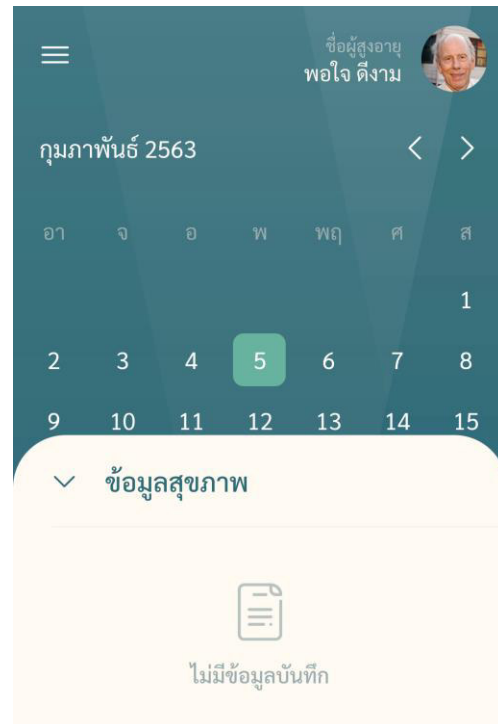 ชื่อผู้สูงอายุ
พอใจ ดีงาม
กุมภาพันธ์ 2563
อา จ อ พ พฤ ศ ส
1
2 3 4 5 6 7 8
9 10 11 12 13 14 15
ข้อมูลสุขภาพ
ไม่มีข้อมูลบันทึก